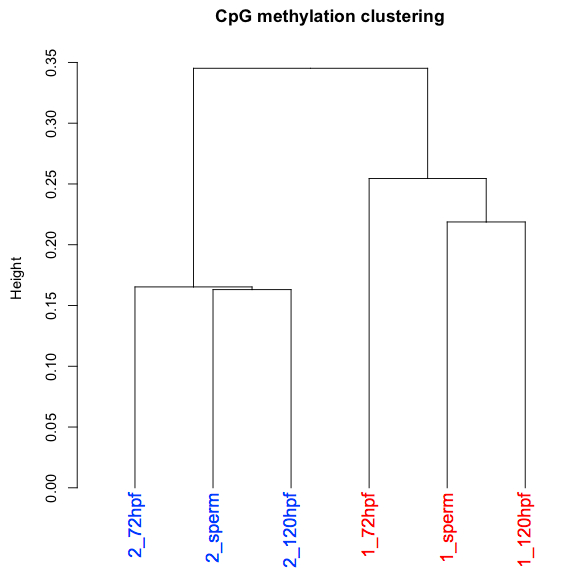 CpG methylation clustering
Height
0.35
0.30
0.25
0.20
0.15
0.10
0.05
0.00
2_72hpf
2_sperm
2_120hpf
1_72hpf
1_sperm
1_120hpf